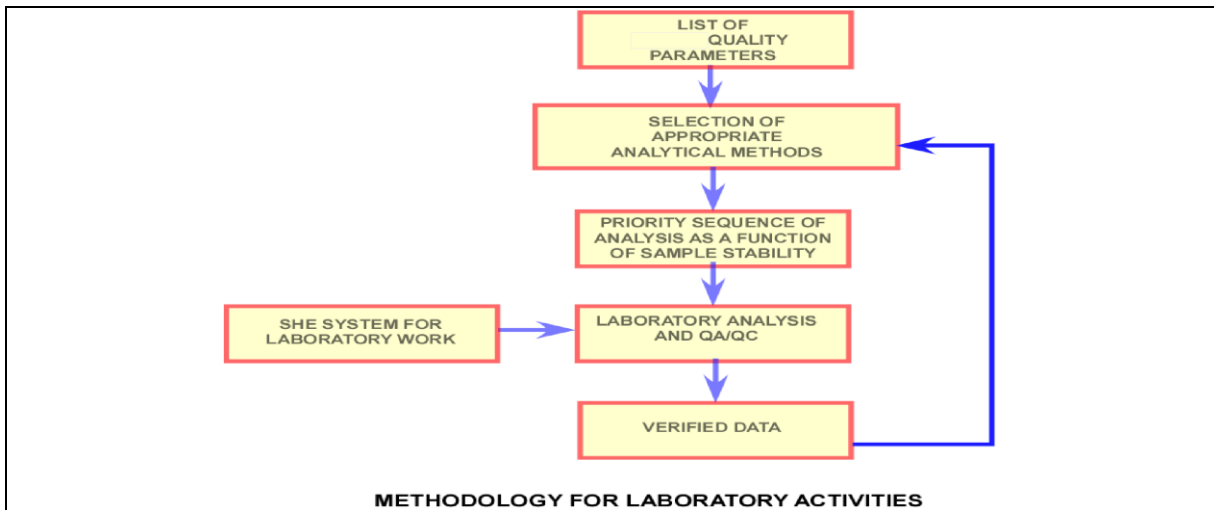 LIST OF
QUALITY
PARAMETERS
SELECTION OF
APPROPRIATE
ANALYTICAL METHODS
PRIORITY SEQUENCE OF
ANALYSIS AS A FUNCTION
OF SAMPLE STABILITY
SHE SYSTEM FOR
LABORATORY WORK
LABORATORY ANALYSIS
AND QA/QC
VERIFIED DATA
METHODOLOGY FOR LABORATORY ACTIVITIES